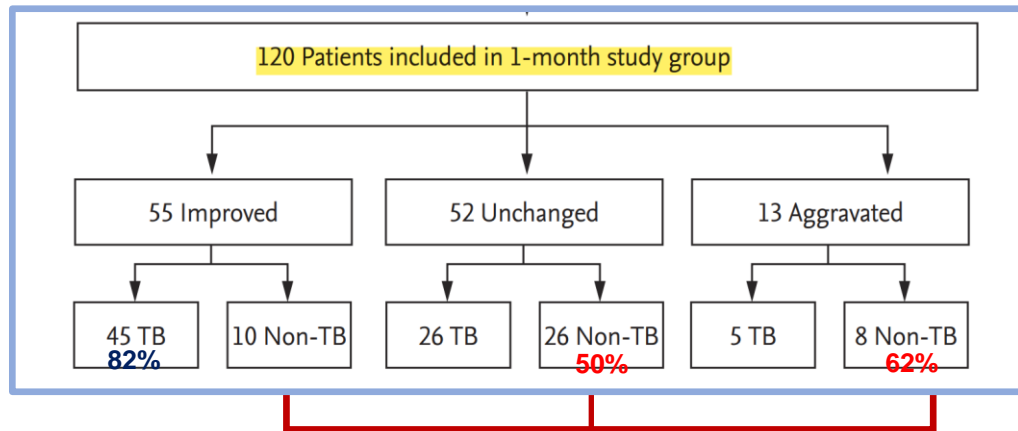 120 Patients included in 1-month study group
55 Improved
52 Unchanged
13 Aggravated
45 TB
82%
10 Non-TB
26 TB
26 Non-TB
50%
5 TB
8 Non-TB
62%